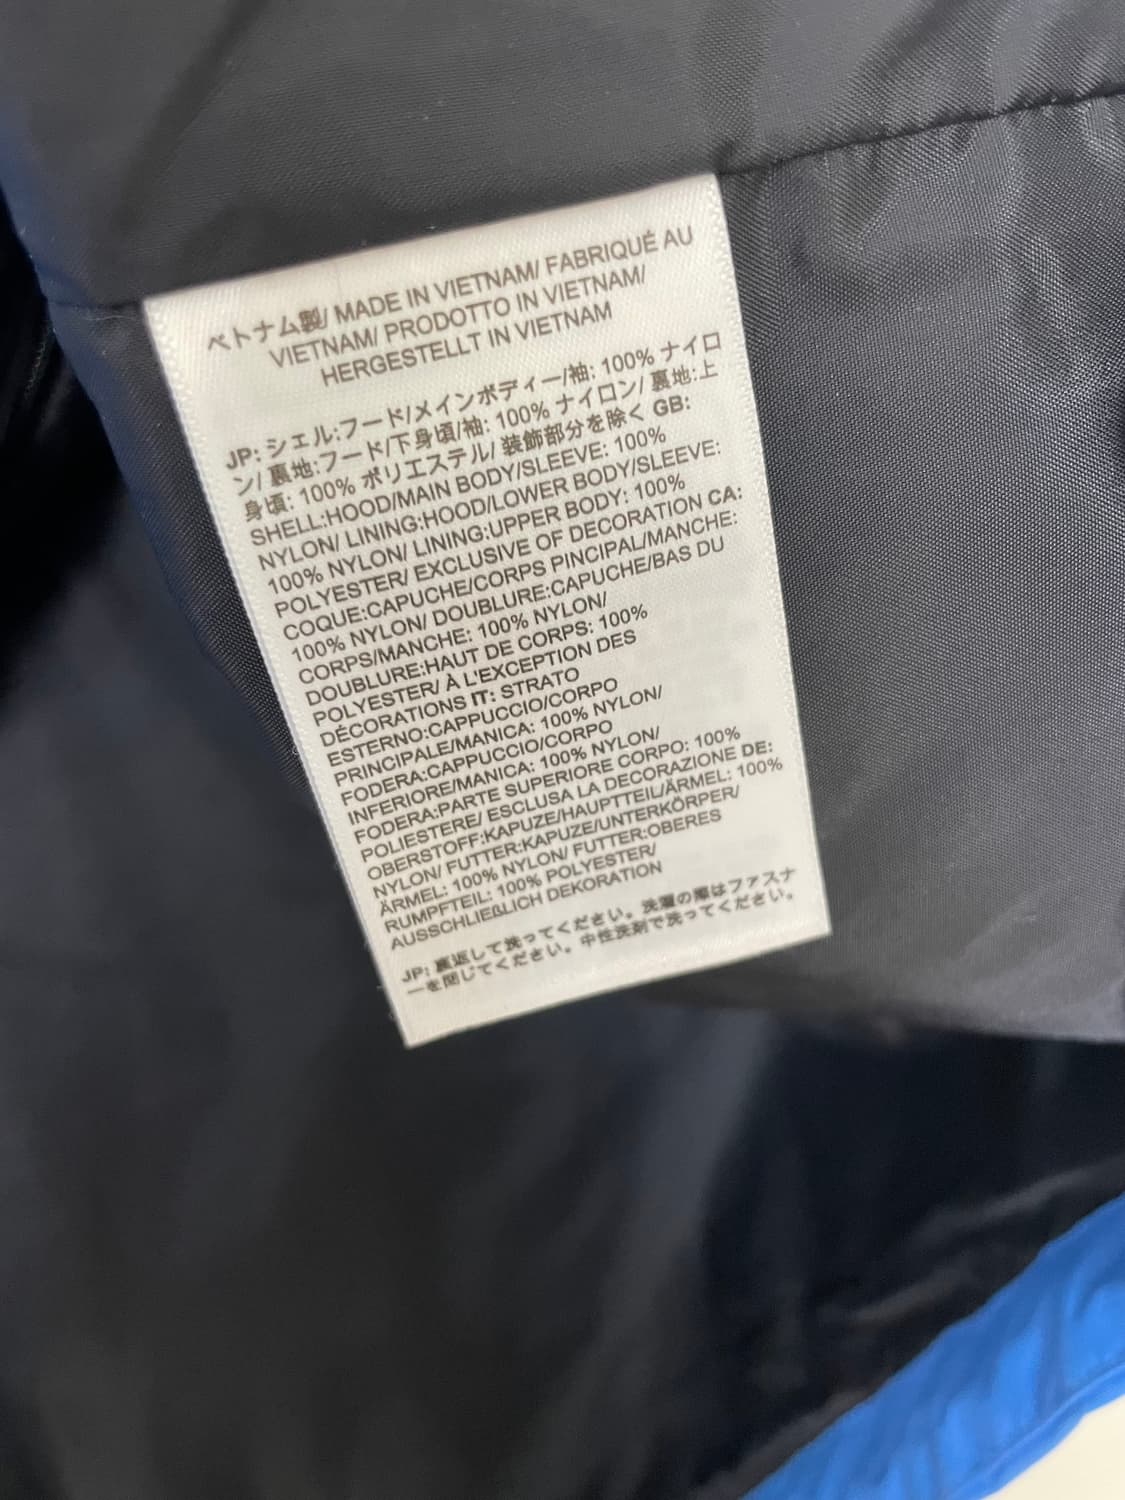 ベトナム製/ MADE IN VIETNAM/ FABRIQUÉ AU
VIETNAM/ PRODOTTO IN VIETNAM/
HERGESTELLT IN VIETNAM
JP: シェル:フード/メインボディー/袖: 100% ナイロ
ン/ 裏地:フード/下身頃/袖: 100% ナイロン/ 裏地:上
身頃: 100% ポリエステル/ 装飾部分を除く GB:
SHELL:HOOD/MAIN BODY/SLEEVE: 100%
NYLON/ LINING:HOOD/LOWER BODY/SLEEVE:
100% NYLON/ LINING:UPPER BODY: 100%
POLYESTER/ EXCLUSIVE OF DECORATION CA:
COQUE:CAPUCHE/CORPS PINCIPAL/MANCHE:
100% NYLON/ DOUBLURE:CAPUCHE/BAS DU
CORPS/MANCHE: 100% NYLON/
DOUBLURE:HAUT DE CORPS: 100%
POLYESTER/ À L'EXCEPTION DES
DÉCORATIONS IT: STRATO
ESTERNO:CAPPUCCIO/CORPO
PRINCIPALE/MANICA: 100% NYLON/
FODERA:CAPPUCCIO/CORPO
INFERIORE/MANICA: 100% NYLON/
FODERA:PARTE SUPERIORE CORPO: 100%
POLIESTERE/ ESCLUSA LA DECORAZIONE DE:
OBERSTOFF:KAPUZE/HAUPTTEIL/ÄRMEL: 100%
NYLON/ FUTTER:KAPUZE/UNTERKÖRPER/
ÄRMEL: 100% NYLON/ FUTTER:OBERES
RUMPFTEIL: 100% POLYESTER/
AUSSCHLIEßLICH DEKORATION
JP: 裏返して洗ってください。洗濯の際はファスナ
ーを閉じてください。中性洗剤で洗ってください。